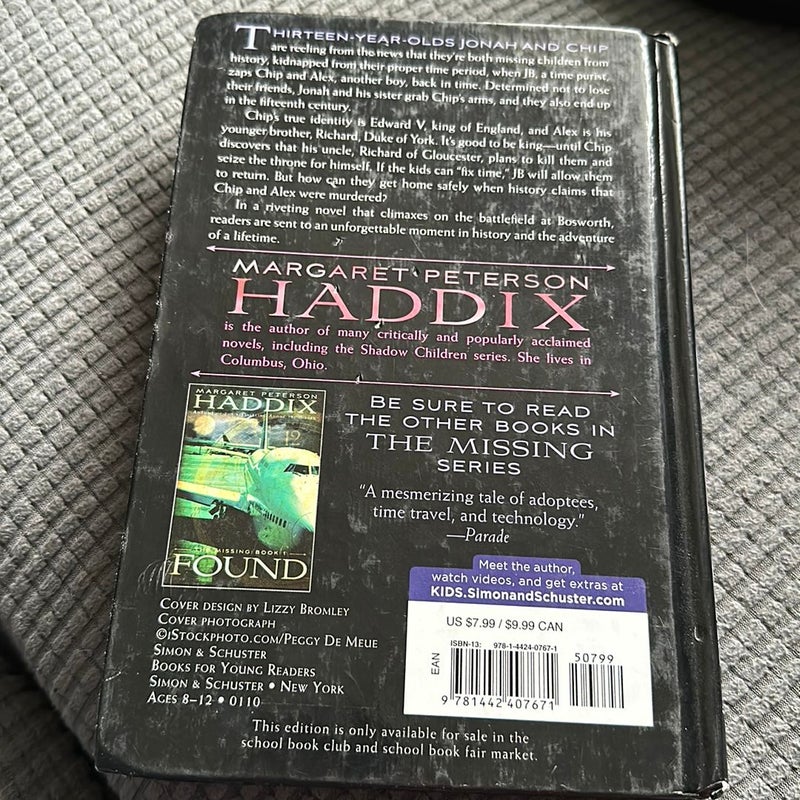 THIRTEEN-YEAR-OLDS JONAH AND CHIP
are reeling from the news that they're both missing children from
history, kidnapped from their proper time period, when JB, a time purist,
zaps Chip and Alex, another boy, back in time. Determined not to lose
their friends, Jonah and his sister grab Chip's arms, and they also end up
in the fifteenth century.
Chip's true identity is Edward V, king of England, and Alex is his
younger brother, Richard, Duke of York. It's good to be king—until Chip
discovers that his uncle, Richard of Gloucester, plans to kill them and
seize the throne for himself. If the kids can "fix time," JB will allow them
to return. But how can they get home safely when history claims that
Chip and Alex were murdered?
In a riveting novel that climaxes on the battlefield at Bosworth,
readers are sent to an unforgettable moment in history and the adventure
of a lifetime.
MARGARET PETERSON
HADDIX
is the author of many critically and popularly acclaimed
novels, including the Shadow Children series. She lives in
Columbus, Ohio.
MARGARET PETERSON
HADDIX
THE MISSING: BOOK 1
FOUND
BE SURE TO READ
THE OTHER BOOKS IN
THE MISSING
SERIES
"A mesmerizing tale of adoptees,
time travel, and technology."
—Parade
Meet the author,
watch videos, and get extras at
KIDS.SimonandSchuster.com
COVER DESIGN BY LIZZY BROMLEY
COVER PHOTOGRAPH
©ISTOCKPHOTO.COM/PEGGY DE MEUE
SIMON & SCHUSTER
BOOKS FOR YOUNG READERS
SIMON & SCHUSTER • NEW YORK
AGES 8–12 • 0110
US $7.99 / $9.99 CAN
ISBN-13: 978-1-4424-0767-1
50799
EAN
9 781442 407671
This edition is only available for sale in the
school book club and school book fair market.